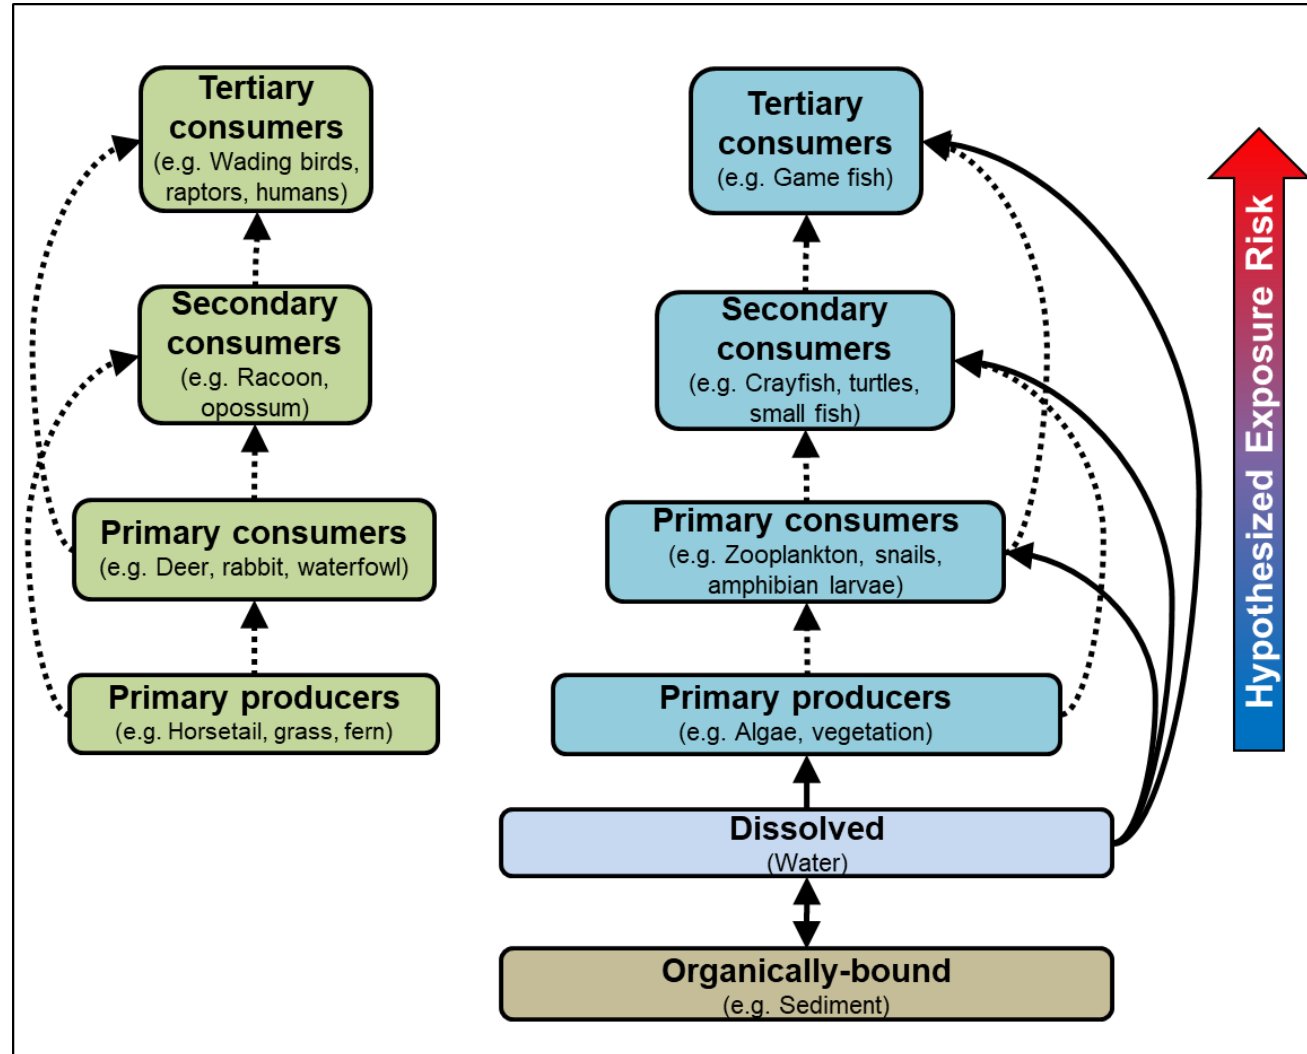 Tertiary
consumers
(e.g. Wading birds,
raptors, humans)
Secondary
consumers
(e.g. Racoon,
opossum)
Primary consumers
(e.g. Deer, rabbit, waterfowl)
Primary producers
(e.g. Horsetail, grass, fern)
Tertiary
consumers
(e.g. Game fish)
Secondary
consumers
(e.g. Crayfish, turtles,
small fish)
Primary consumers
(e.g. Zooplankton, snails,
amphibian larvae)
Primary producers
(e.g. Algae, vegetation)
Dissolved
(Water)
Organically-bound
(e.g. Sediment)
Hypothesized Exposure Risk